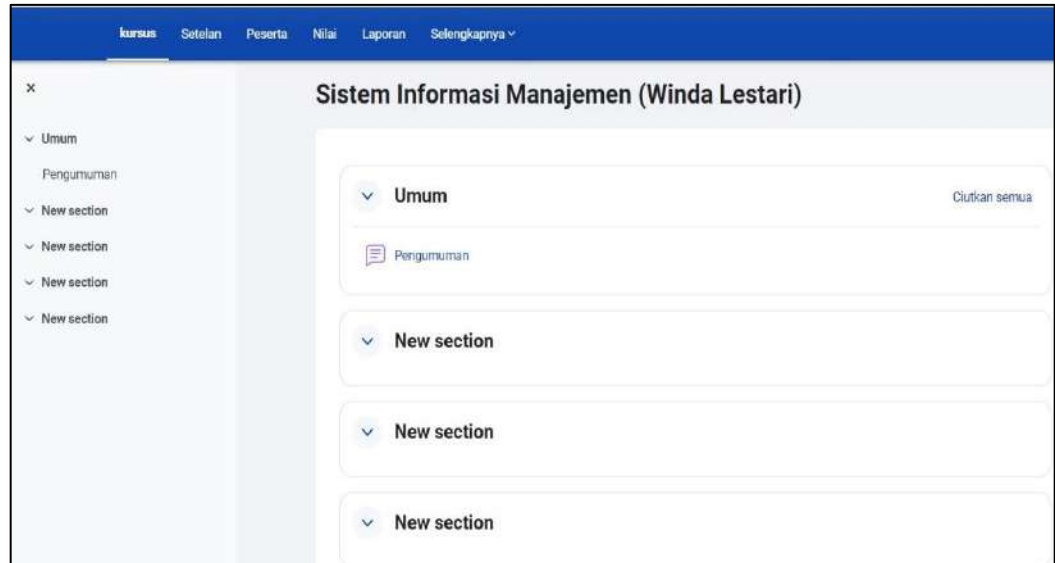 kursus Setelan Peserta Nilai Laporan Selengkapnya
Sistem Informasi Manajemen (Winda Lestari)
Umum
Pengumuman
New section
New section
New section
New section
Umum Ciutkan semua
Pengumuman
New section
New section
New section